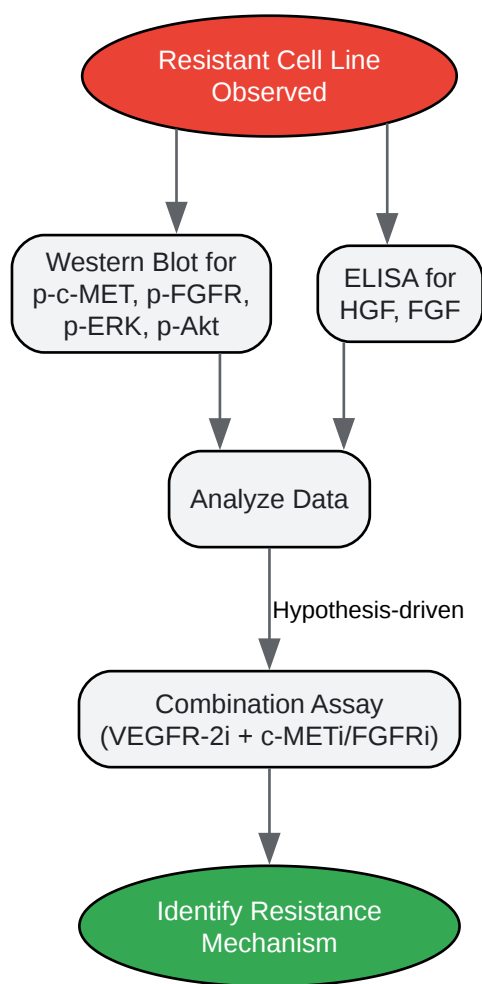 Resistant Cell Line
Observed
Western Blot for
p-c-MET, p-FGFR,
p-ERK, p-Akt
ELISA for
HGF, FGF
Analyze Data
Hypothesis-driven
Combination Assay
(VEGFR-2i + c-METi/FGFRi)
Identify Resistance
Mechanism